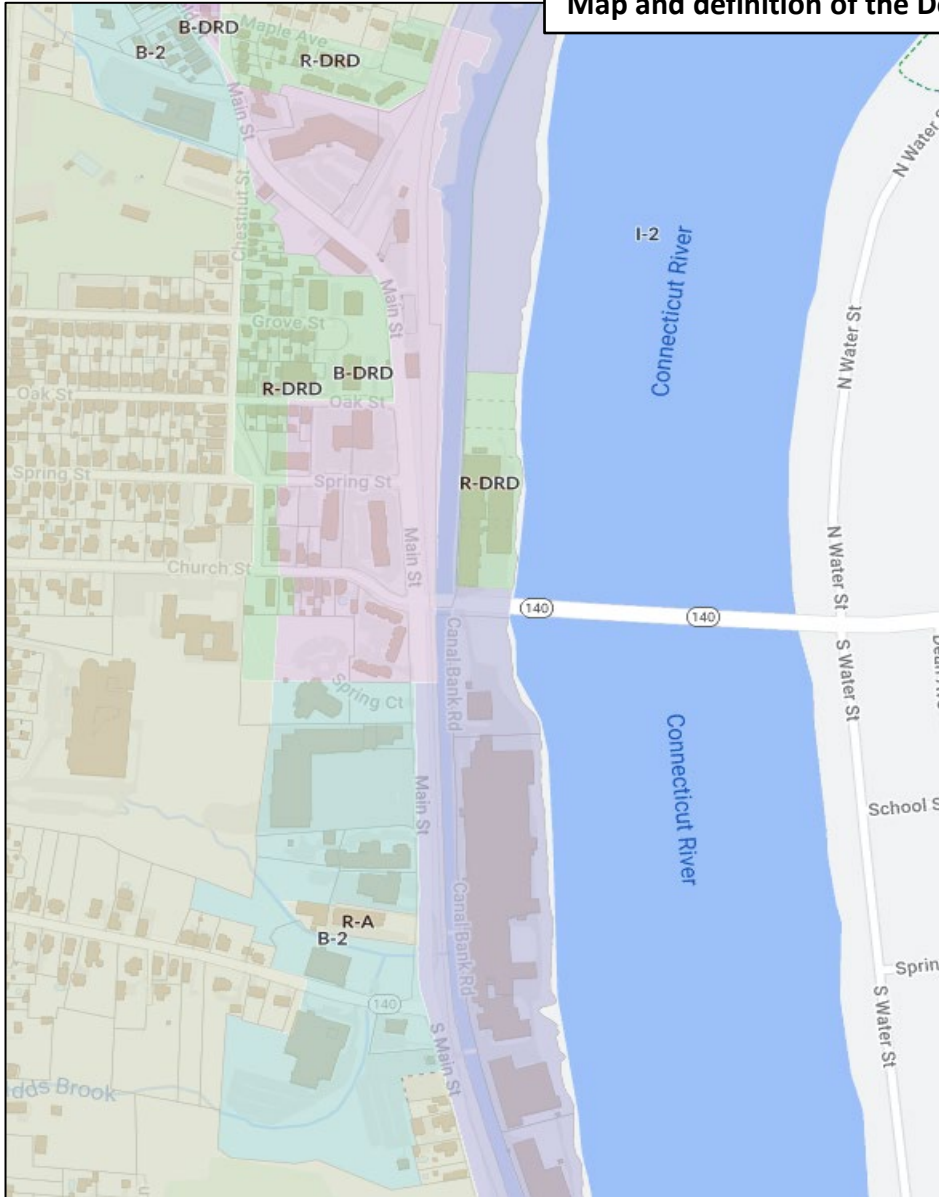 Map and definition of the
B-DRD
Maple Ave
B-2
R-DRD
Main St
N Water
Chestnut St
I-2
Connecticut River
Main St
N Water St
Grove St
B-DRD
R-DRD
Oak St
Oak St
Spring St
Spring St
R-DRD
Main St
N Water St
Church St
140
140
Canal Bank Rd
S Water St
Spring Ct
Connecticut River
Main St
School
Canal Bank Rd
R-A
B-2
140
S Water St
S Main St
Brook